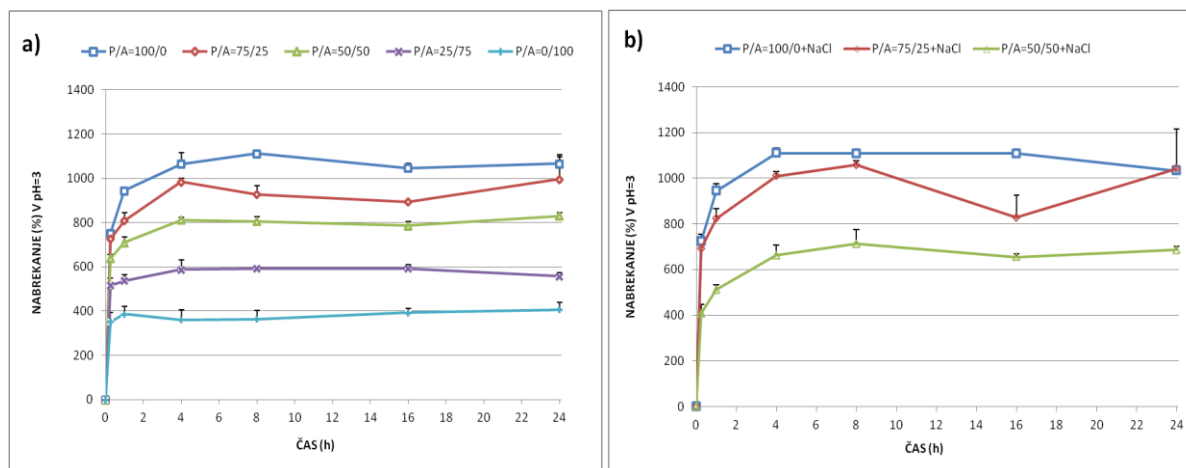 a)
P/A=100/0 P/A=75/25 P/A=50/50 P/A=25/75 P/A=0/100
NABREKANJE (%) V pH=3
1400
1200
1000
800
600
400
200
0
0 2 4 6 8 10 12 14 16 18 20 22 24
ČAS (h)
b)
P/A=100/0+NaCl P/A=75/25+NaCl P/A=50/50+NaCl
NABREKANJE (%) V pH=3
1400
1200
1000
800
600
400
200
0
0 2 4 6 8 10 12 14 16 18 20 22 24
ČAS (h)